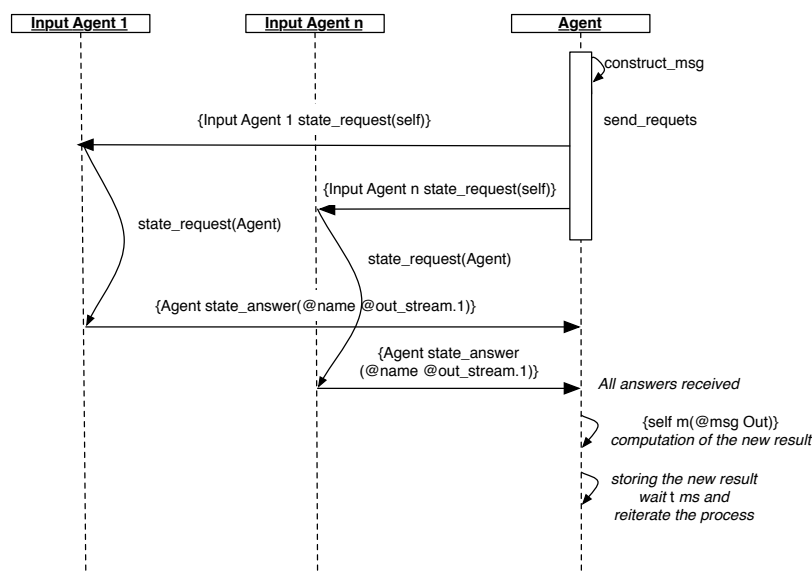 Input Agent 1
Input Agent n
Agent
construct_msg
{Input Agent 1 state_request(self)}
send_requets
{Input Agent n state_request(self)}
state_request(Agent)
state_request(Agent)
{Agent state_answer(@name @out_stream.1)}
{Agent state_answer
(@name @out_stream.1)}
All answers received
{self m(@msg Out)}
computation of the new result
storing the new result
wait t ms and
reiterate the process